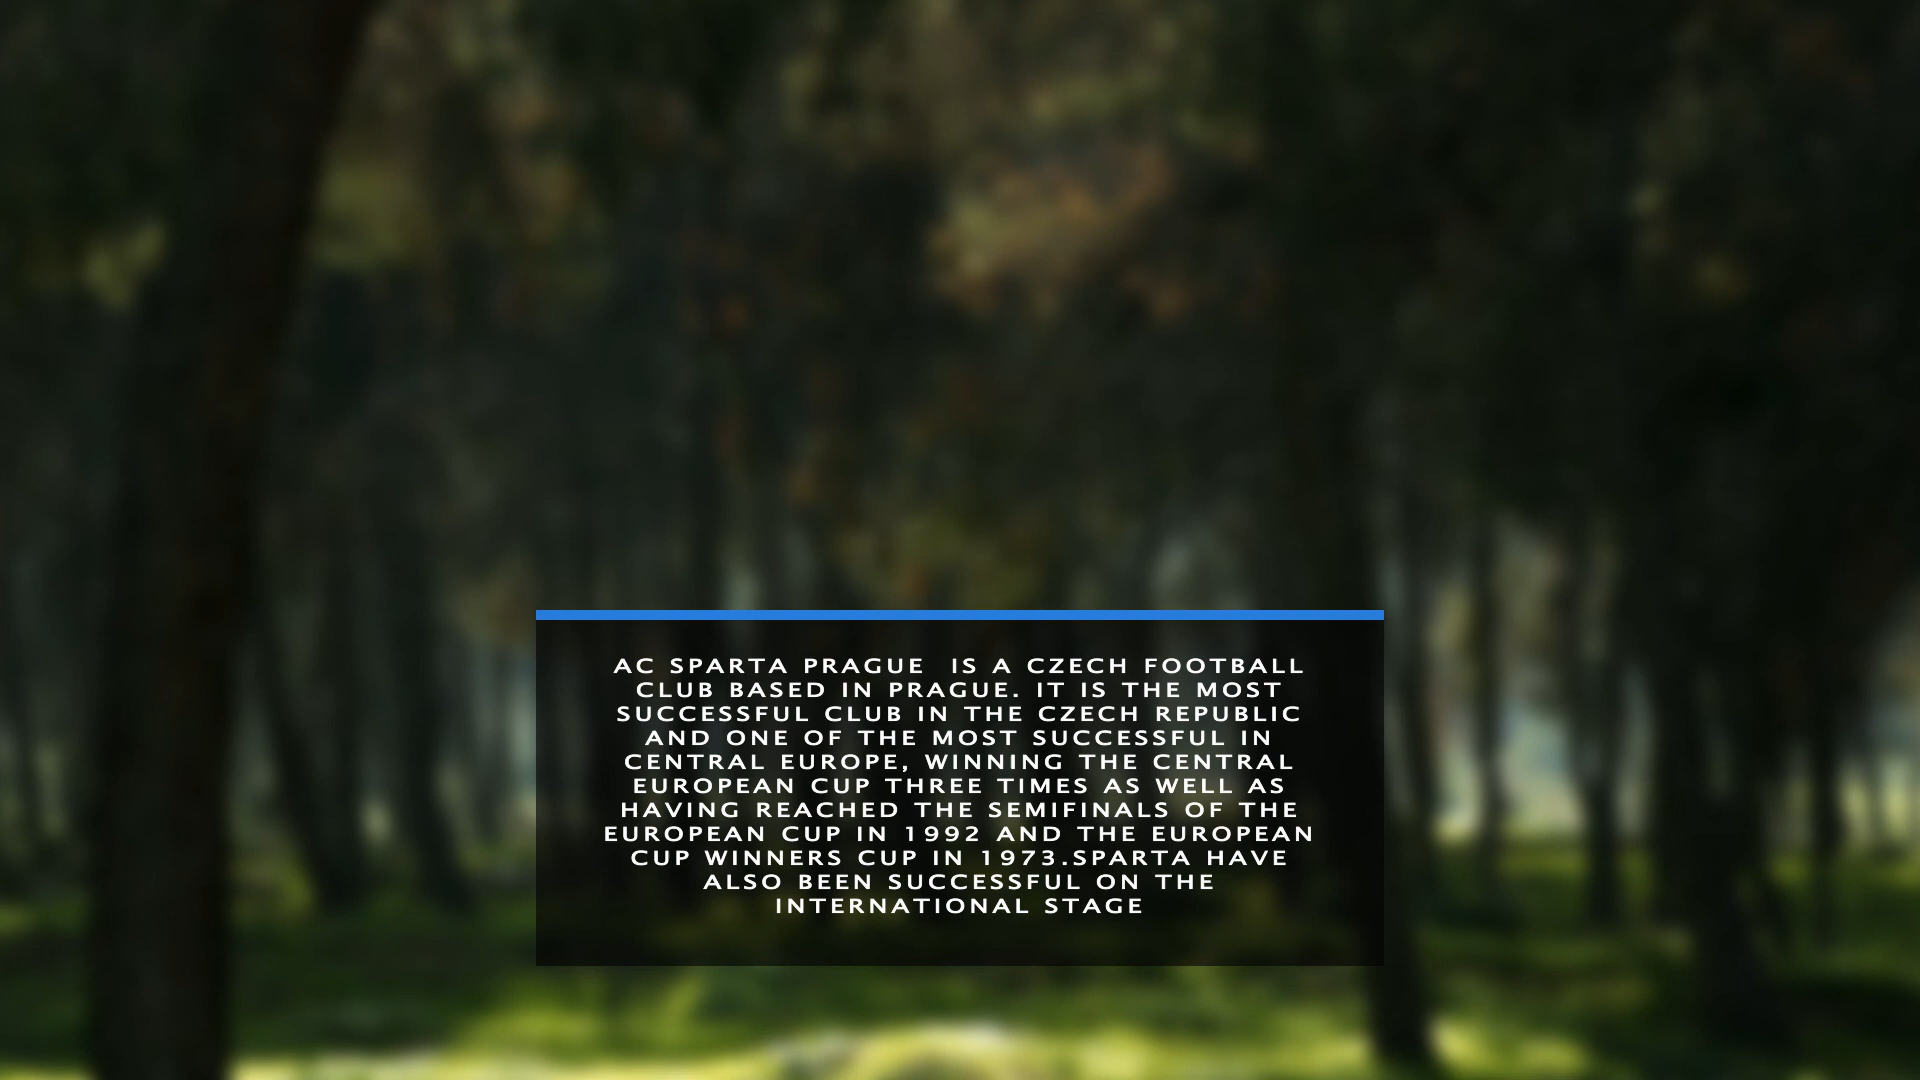 AC SPARTA PRAGUE  IS A CZECH FOOTBALL
CLUB BASED IN PRAGUE. IT IS THE MOST
SUCCESSFUL CLUB IN THE CZECH REPUBLIC
AND ONE OF THE MOST SUCCESSFUL IN
CENTRAL EUROPE, WINNING THE CENTRAL
EUROPEAN CUP THREE TIMES AS WELL AS
HAVING REACHED THE SEMIFINALS OF THE
EUROPEAN CUP IN 1992 AND THE EUROPEAN
CUP WINNERS CUP IN 1973.SPARTA HAVE
ALSO BEEN SUCCESSFUL ON THE
INTERNATIONAL STAGE